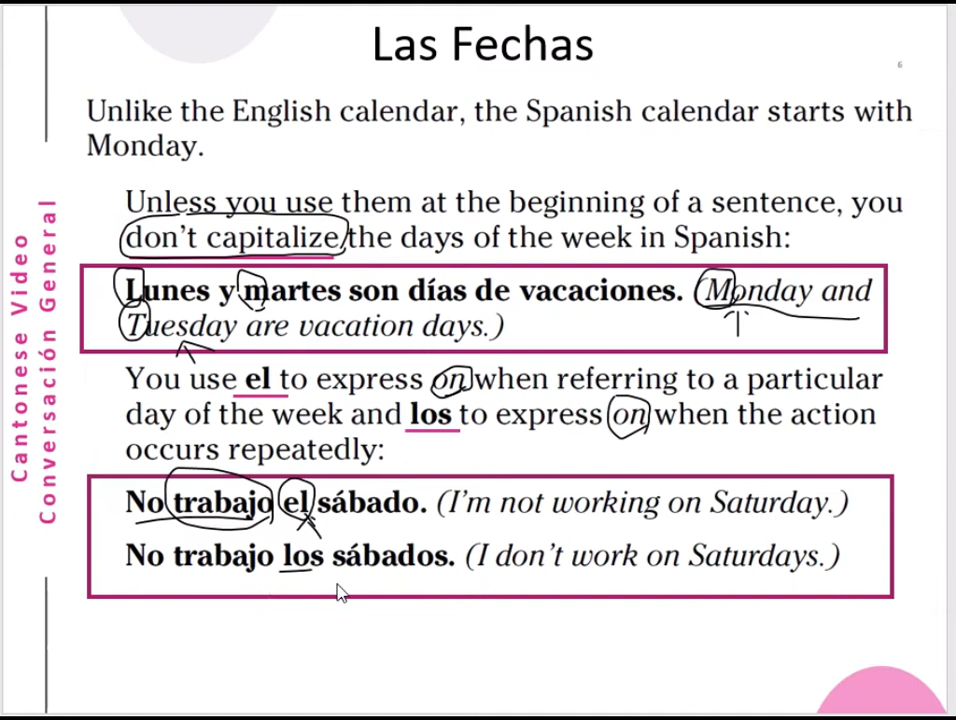 Las Fechas
6
Unlike the English calendar, the Spanish calendar starts with
Monday.
Unless you use them at the beginning of a sentence, you
don't capitalize the days of the week in Spanish:
Lunes y martes son días de vacaciones. (Monday and
Tuesday are vacation days.)
You use el to express on when referring to a particular
day of the week and los to express on when the action
occurs repeatedly:
No trabajo el sábado. (I'm not working on Saturday.)
No trabajo los sábados. (I don't work on Saturdays.)
Cantonese Video
Conversación General